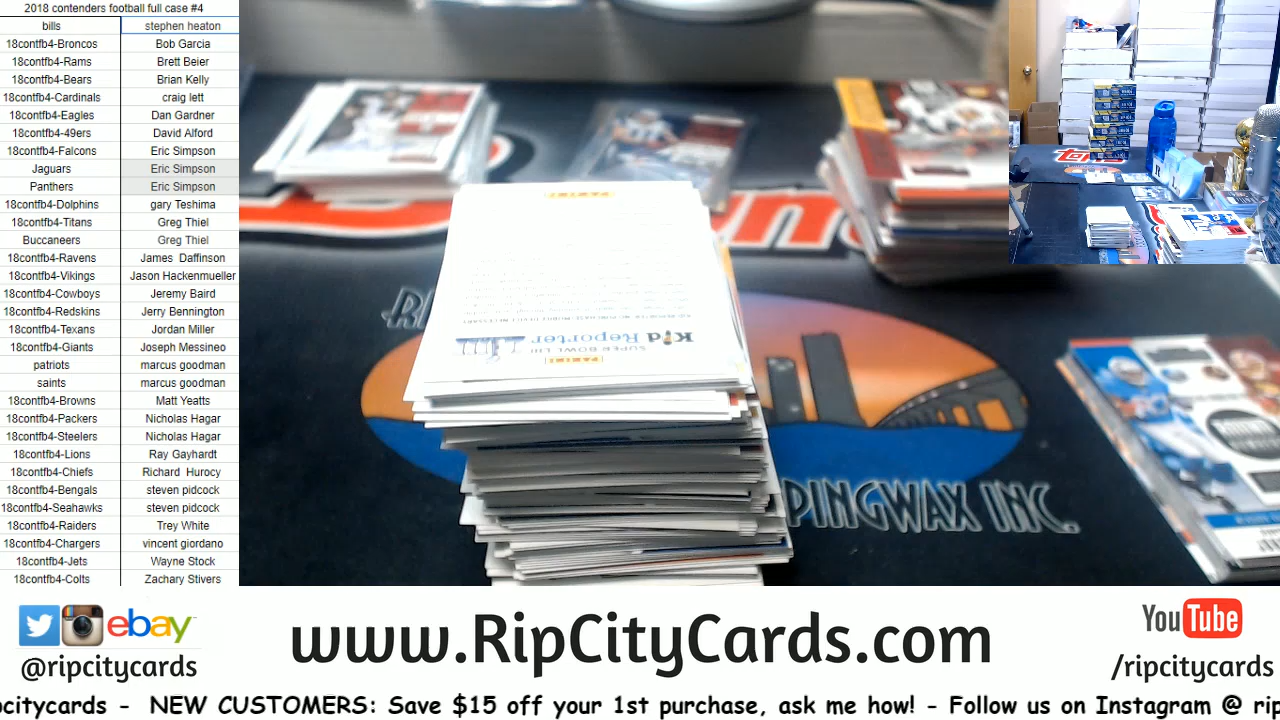 2018 contenders football full case #4
bills stephen heaton
18contfb4-Broncos Bob Garcia
18contfb4-Rams Brett Beier
18contfb4-Bears Brian Kelly
18contfb4-Cardinals craig lett
18contfb4-Eagles Dan Gardner
18contfb4-49ers David Alford
18contfb4-Falcons Eric Simpson
Jaguars Eric Simpson
Panthers Eric Simpson
18contfb4-Dolphins gary Teshima
18contfb4-Titans Greg Thiel
Buccaneers Greg Thiel
18contfb4-Ravens James Daffinson
18contfb4-Vikings Jason Hackenmueller
18contfb4-Cowboys Jeremy Baird
18contfb4-Redskins Jerry Bennington
18contfb4-Texans Jordan Miller
18contfb4-Giants Joseph Messineo
patriots marcus goodman
saints marcus goodman
18contfb4-Browns Matt Yeatts
18contfb4-Packers Nicholas Hagar
18contfb4-Steelers Nicholas Hagar
18contfb4-Lions Ray Gayhardt
18contfb4-Chiefs Richard Hurocy
18contfb4-Bengals steven pidcock
18contfb4-Seahawks steven pidcock
18contfb4-Raiders Trey White
18contfb4-Chargers vincent giordano
18contfb4-Jets Wayne Stock
18contfb4-Colts Zachary Stivers
PANINI
Kid Reporter
SUPER BOWL LIII
PANINI
PINGWAX INC.
topps
ebay
@ripcitycards
www.RipCityCards.com
YouTube
/ripcitycards
pcitycards - NEW CUSTOMERS: Save $15 off your 1st purchase, ask me how! - Follow us on Instagram @ rip